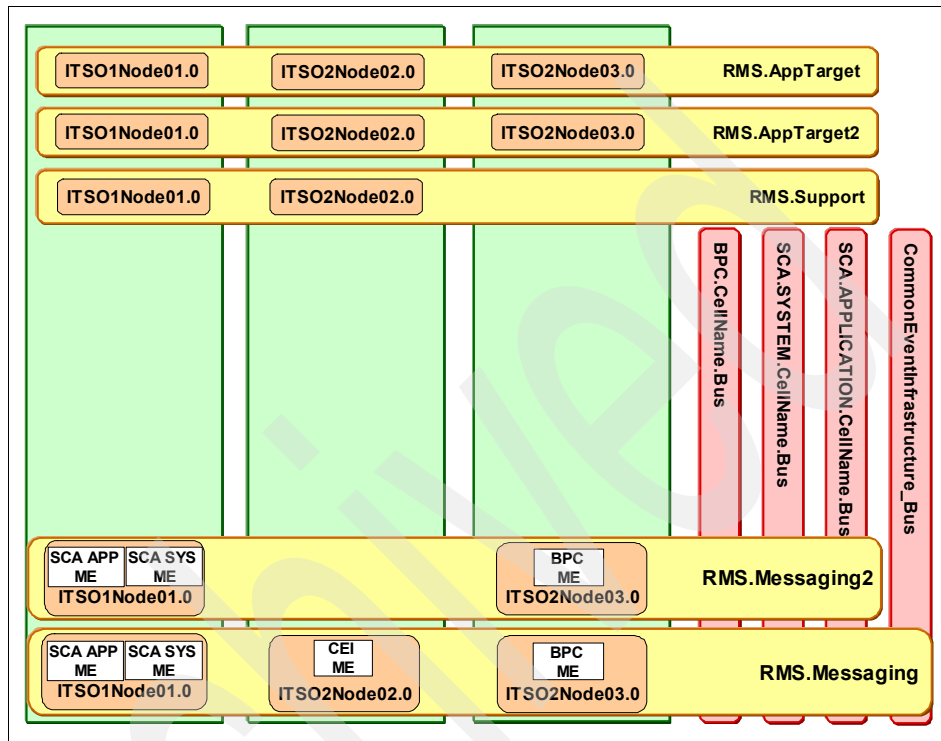 ITSO1Node01.0 ITSO2Node02.0 ITSO2Node03.0 RMS.AppTarget
ITSO1Node01.0 ITSO2Node02.0 ITSO2Node03.0 RMS.AppTarget2
ITSO1Node01.0 ITSO2Node02.0 RMS.Support
BPC.CellName.Bus
SCA.SYSTEM.CellName.Bus
SCA.APPLICATION.CellName.Bus
CommonEventInfrastructure_Bus
SCA APP SCA SYS BPC
ME ME ME RMS.Messaging2
ITSO1Node01.0 ITSO2Node03.0
SCA APP SCA SYS CEI BPC
ME ME ME ME RMS.Messaging
ITSO1Node01.0 ITSO2Node02.0 ITSO2Node03.0